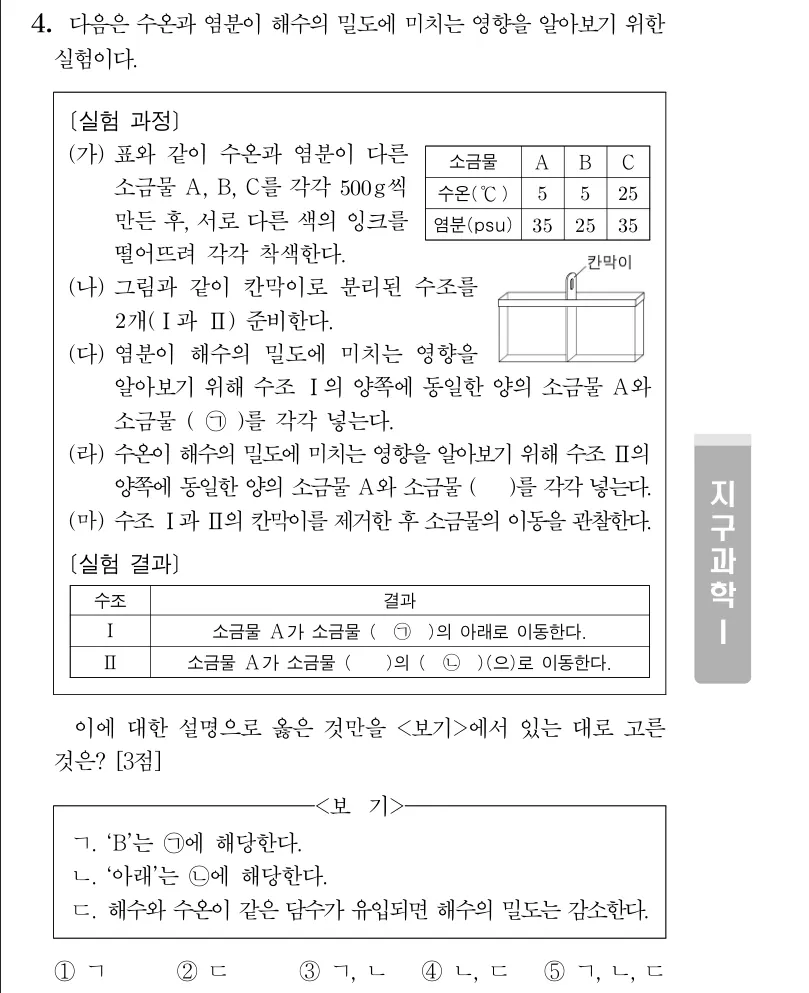 4. 다음은 수온과 염분이 해수의 밀도에 미치는 영향을 알아보기 위한
실험이다.
〔실험 과정〕
(가) 표와 같이 수온과 염분이 다른
소금물 A, B, C를 각각 500g씩
만든 후, 서로 다른 색의 잉크를
떨어뜨려 각각 착색한다.
소금물 A B C
수온(℃) 5 5 25
염분(psu) 35 25 35
(나) 그림과 같이 칸막이로 분리된 수조를
2개(Ⅰ과 Ⅱ) 준비한다.
칸막이
(다) 염분이 해수의 밀도에 미치는 영향을
알아보기 위해 수조 Ⅰ의 양쪽에 동일한 양의 소금물 A와
소금물 ( ㉠ )를 각각 넣는다.
(라) 수온이 해수의 밀도에 미치는 영향을 알아보기 위해 수조 Ⅱ의
양쪽에 동일한 양의 소금물 A와 소금물 ( )를 각각 넣는다.
(마) 수조 Ⅰ과 Ⅱ의 칸막이를 제거한 후 소금물의 이동을 관찰한다.
〔실험 결과〕
수조 결과
Ⅰ 소금물 A가 소금물 ( ㉠ )의 아래로 이동한다.
Ⅱ 소금물 A가 소금물 ( )의 ( ㉡ )(으)로 이동한다.
이에 대한 설명으로 옳은 것만을 <보기>에서 있는 대로 고른
것은? [3점]
<보 기>
ㄱ. ‘B’는 ㉠에 해당한다.
ㄴ. ‘아래’는 ㉡에 해당한다.
ㄷ. 해수와 수온이 같은 담수가 유입되면 해수의 밀도는 감소한다.
① ㄱ ② ㄷ ③ ㄱ, ㄴ ④ ㄴ, ㄷ ⑤ ㄱ, ㄴ, ㄷ
지구과학 Ⅰ